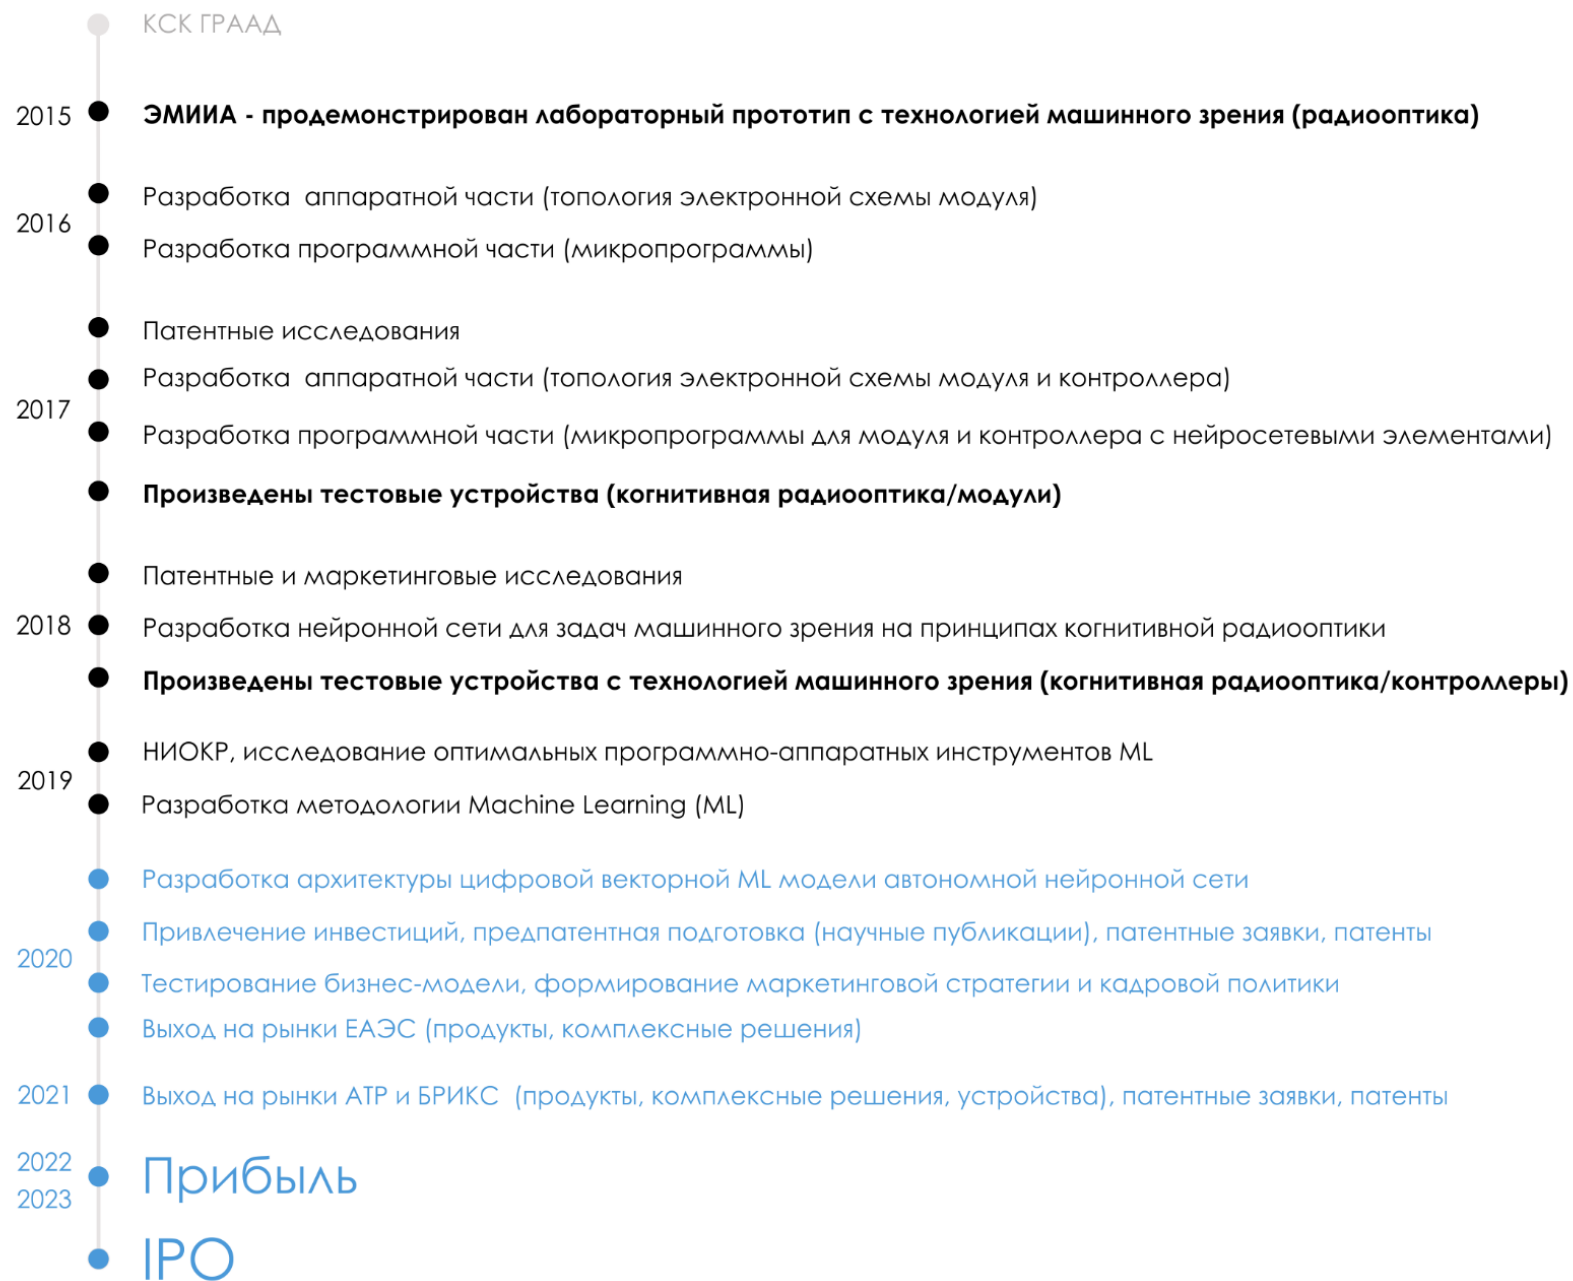 КСК ГРААД
2015
ЭМИИА - продемонстрирован лабораторный прототип с технологией машинного зрения (радиооптика)
2016
Разработка  аппаратной части (топология электронной схемы модуля)
Разработка программной части (микропрограммы)
2017
Патентные исследования
Разработка  аппаратной части (топология электронной схемы модуля и контроллера)
Разработка программной части (микропрограммы для модуля и контроллера с нейросетевыми элементами)
Произведены тестовые устройства (когнитивная радиооптика/модули)
2018
Патентные и маркетинговые исследования
Разработка нейронной сети для задач машинного зрения на принципах когнитивной радиооптики
Произведены тестовые устройства с технологией машинного зрения (когнитивная радиооптика/контроллеры)
2019
НИОКР, исследование оптимальных программно-аппаратных инструментов ML
Разработка методологии Machine Learning (ML)
2020
Разработка архитектуры цифровой векторной ML модели автономной нейронной сети
Привлечение инвестиций, предпатентная подготовка (научные публикации), патентные заявки, патенты
Тестирование бизнес-модели, формирование маркетинговой стратегии и кадровой политики
Выход на рынки ЕАЭС (продукты, комплексные решения)
2021
Выход на рынки АТР и БРИКС  (продукты, комплексные решения, устройства), патентные заявки, патенты
2022
2023
Прибыль
IPO